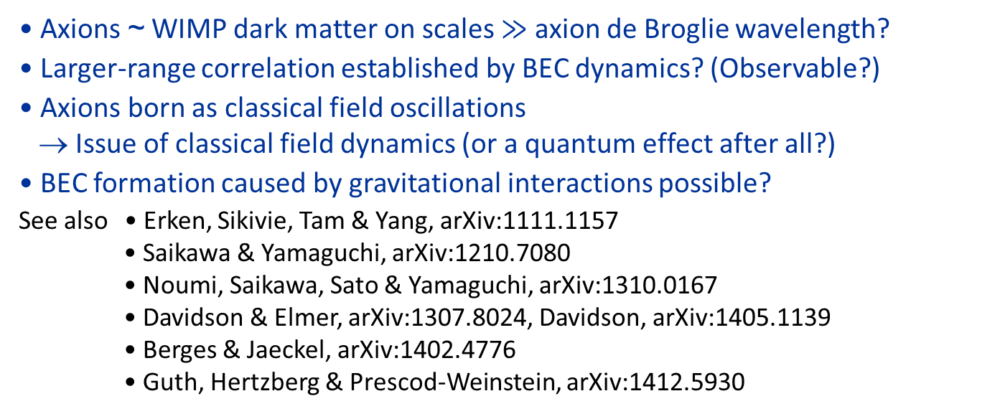 • Axions ~ WIMP dark matter on scales ≫ axion de Broglie wavelength?
• Larger-range correlation established by BEC dynamics? (Observable?)
• Axions born as classical field oscillations
→ Issue of classical field dynamics (or a quantum effect after all?)
• BEC formation caused by gravitational interactions possible?
See also • Erken, Sikivie, Tam & Yang, arXiv:1111.1157
• Saikawa & Yamaguchi, arXiv:1210.7080
• Noumi, Saikawa, Sato & Yamaguchi, arXiv:1310.0167
• Davidson & Elmer, arXiv:1307.8024, Davidson, arXiv:1405.1139
• Berges & Jaeckel, arXiv:1402.4776
• Guth, Hertzberg & Prescod-Weinstein, arXiv:1412.5930